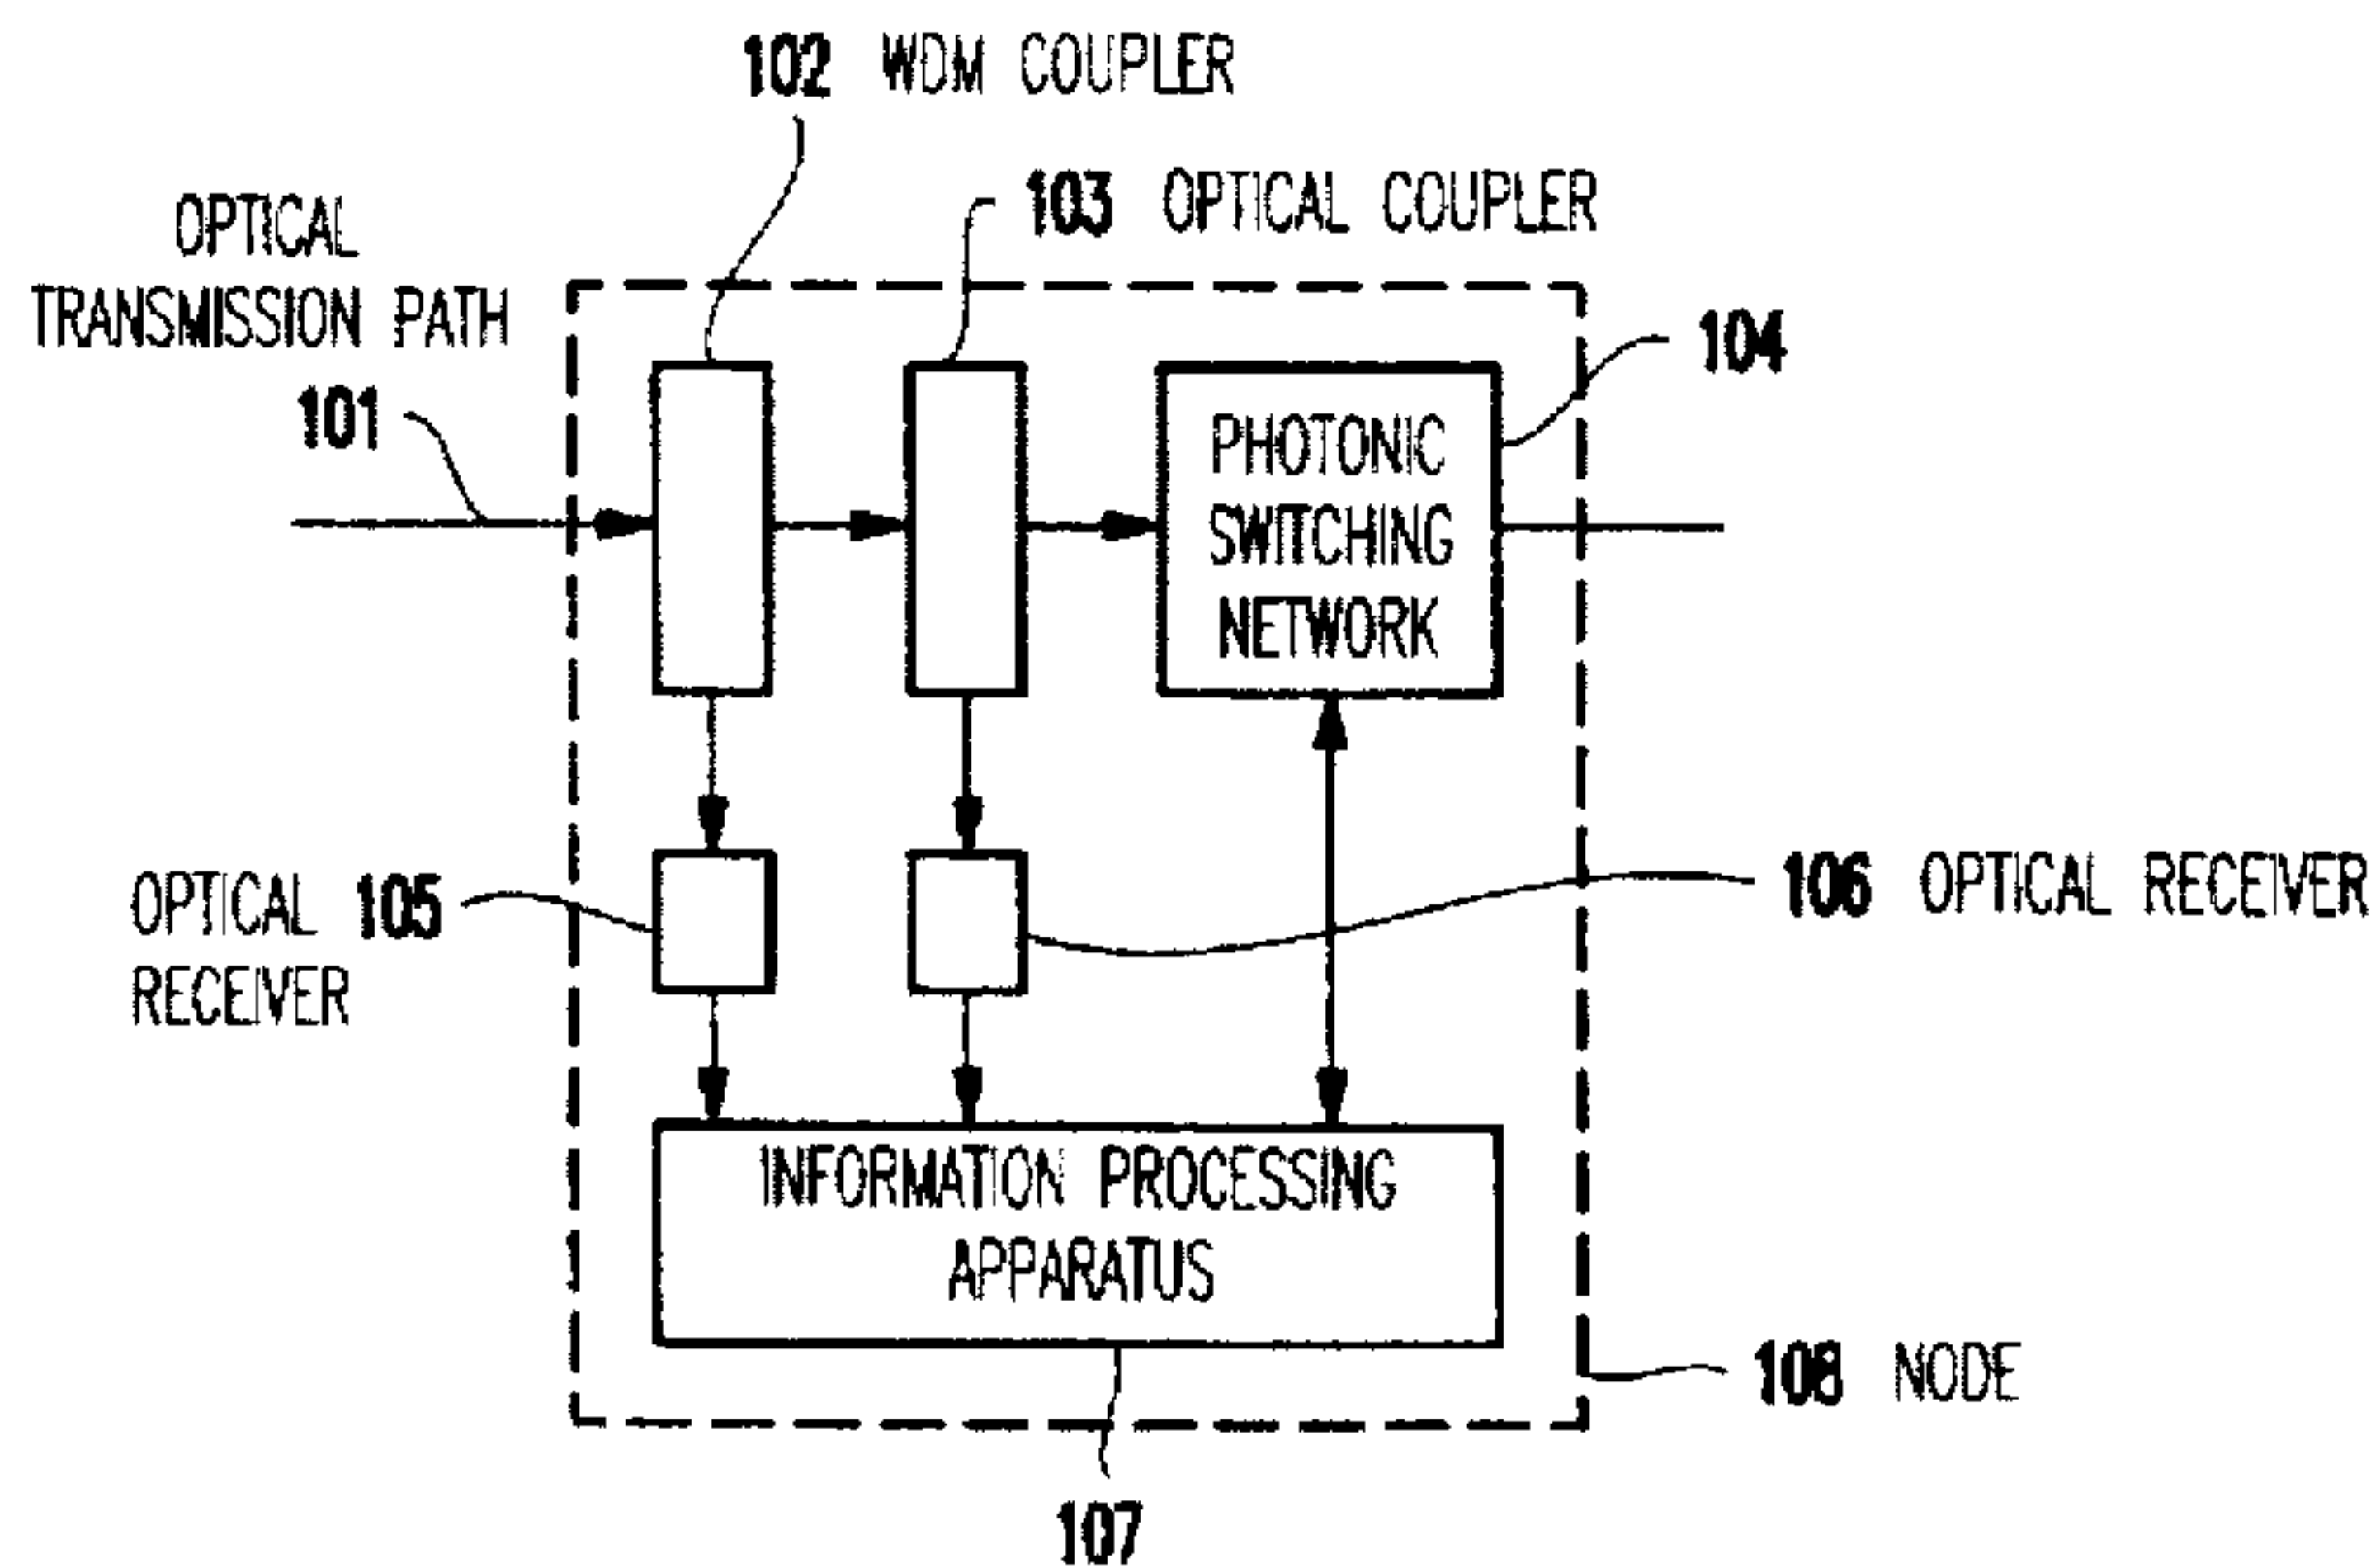 102 WDM COUPLER
103 OPTICAL COUPLER
OPTICAL
TRANSMISSION PATH
101
104
PHOTONIC
SWITCHING
NETWORK
OPTICAL 105
RECEIVER
106 OPTICAL RECEIVER
INFORMATION PROCESSING
APPARATUS
108 NODE
107